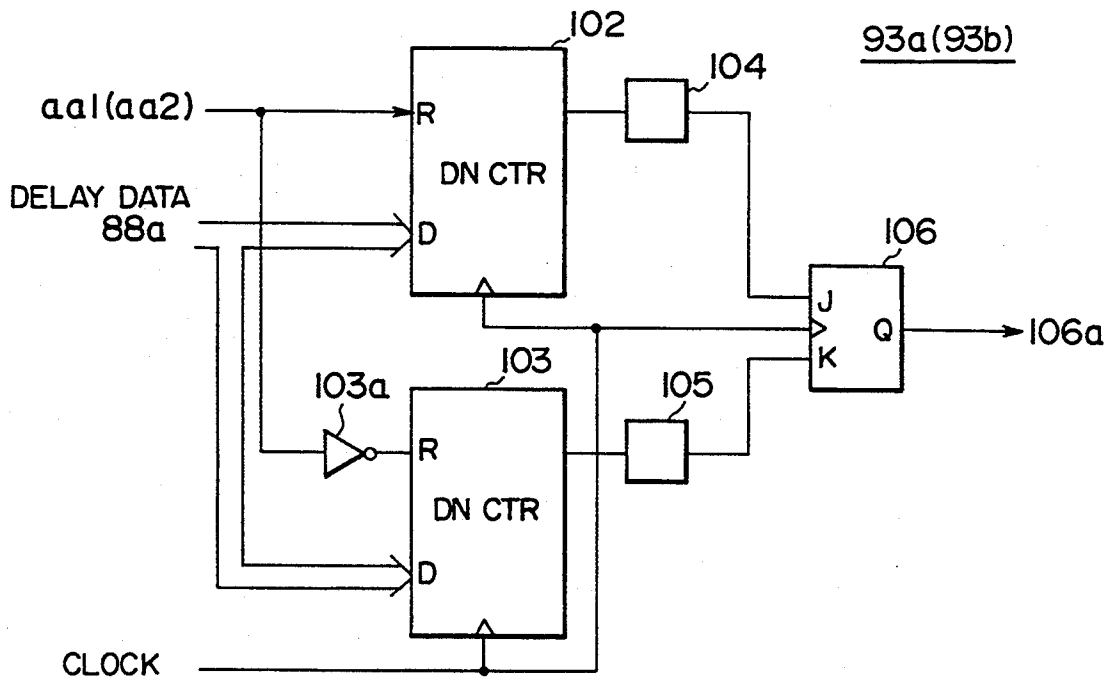 102
93a(93b)
104
aa1(aa2)
R
DN CTR
DELAY DATA
88a
D
106
J
Q
106a
K
103
103a
105
R
DN CTR
D
CLOCK